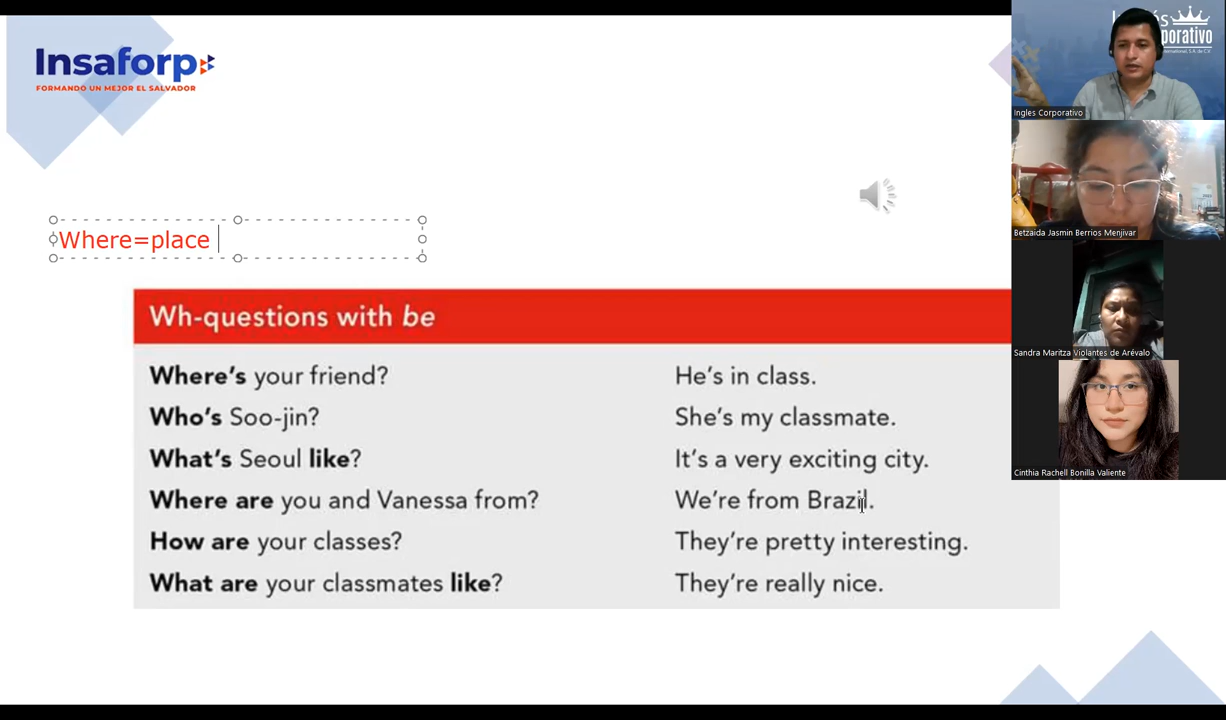 Insaforp
FORMANDO UN MEJOR EL SALVADOR
Where=place
Wh-questions with be
Where's your friend? He's in class.
Who's Soo-jin? She's my classmate.
What's Seoul like? It's a very exciting city.
Where are you and Vanessa from? We're from Brazil.
How are your classes? They're pretty interesting.
What are your classmates like? They're really nice.
Ingles Corporativo
Betzaida Jasmin Berrios Menjivar
Sandra Maritza Violantes de Arévalo
Cinthia Rachell Bonilla Valiente